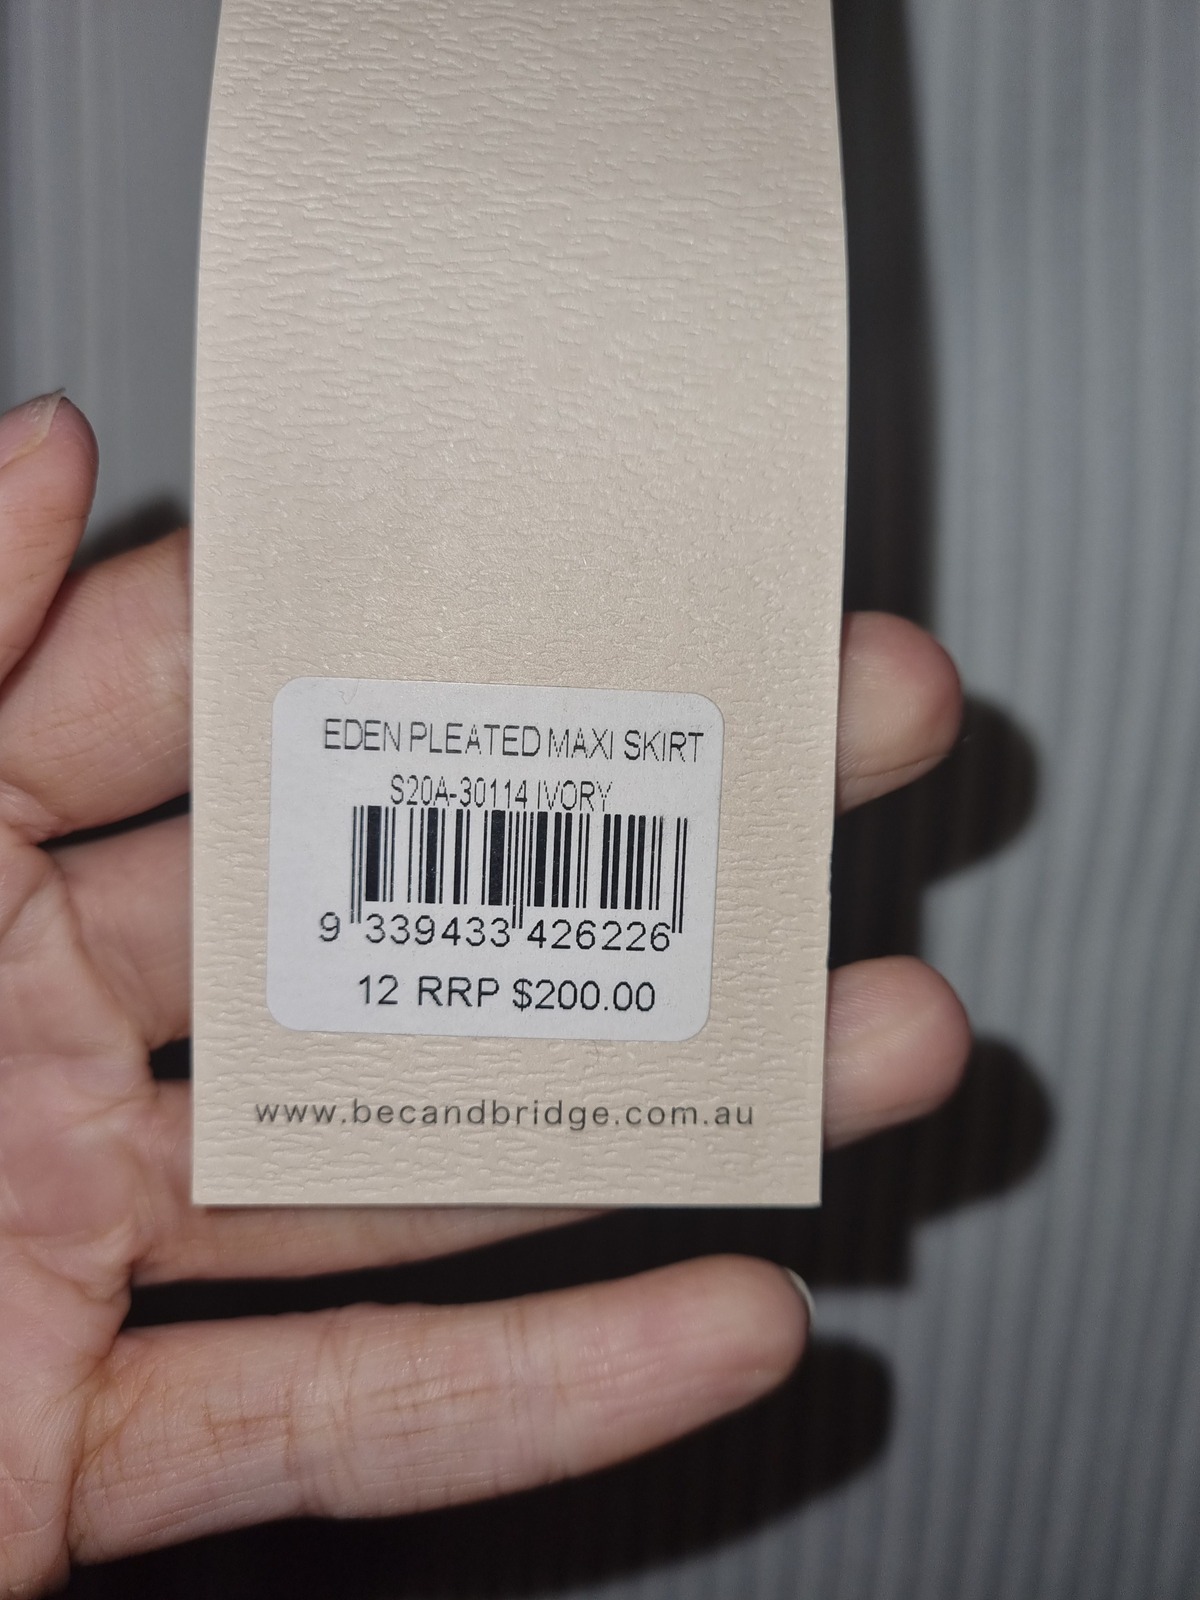 EDEN PLEATED MAXI SKIRT
S20A-30114 IVORY
9 339433 426226
12 RRP $200.00
www.becandbridge.com.au